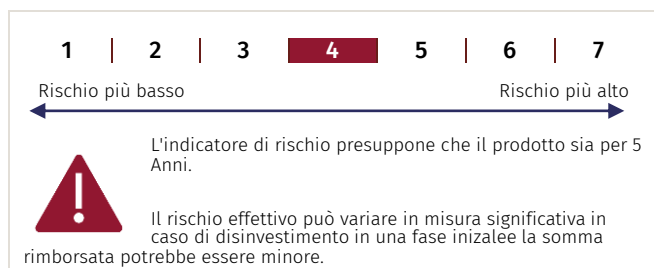 1 | 2 | 3 | 4 | 5 | 6 | 7
Rischio più basso Rischio più alto
L'indicatore di rischio presuppone che il prodotto sia per 5
Anni.
Il rischio effettivo può variare in misura significativa in
caso di disinvestimento in una fase inizalee la somma
rimborsata potrebbe essere minore.